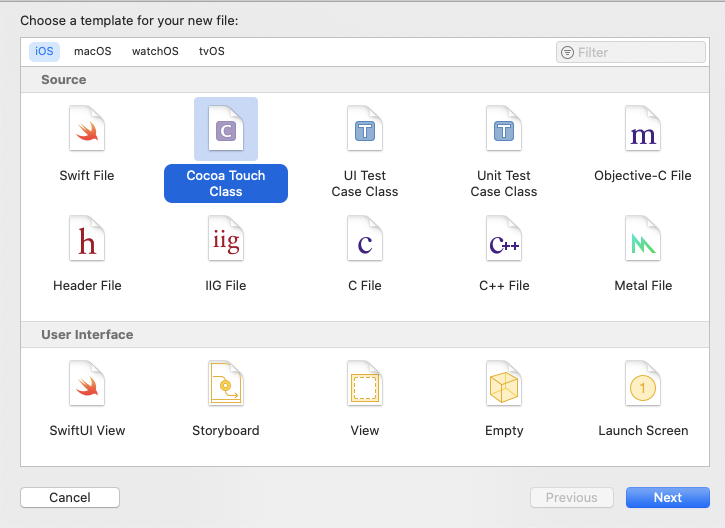 Choose a template for your new file:
iOS macOS watchOS tvOS Filter
Source
C T T m
Swift File Cocoa Touch Class UI Test Case Class Unit Test Case Class Objective-C File
h iig c C++
Header File IIG File C File C++ File Metal File
User Interface
1
SwiftUI View Storyboard View Empty Launch Screen
Cancel Previous Next